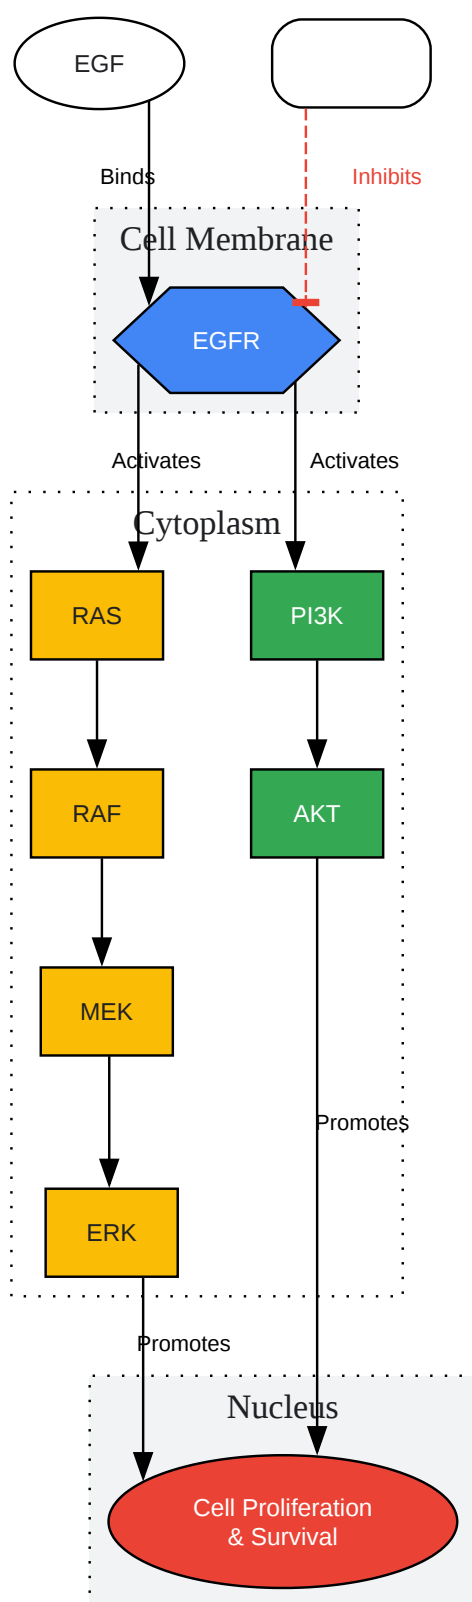 EGF
Binds
Inhibits
Cell Membrane
EGFR
Activates
Activates
Cytoplasm
RAS
PI3K
RAF
AKT
MEK
Promotes
ERK
Promotes
Nucleus
Cell Proliferation
& Survival